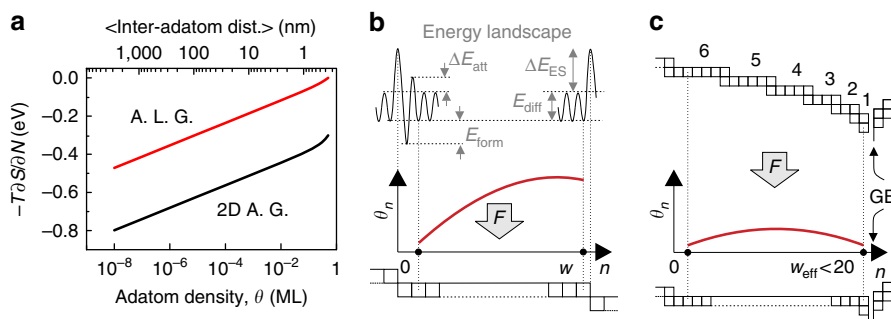 a
<Inter-adatom dist.> (nm)
1,000 100 10 1
0.0
−0.2
−0.4
−0.6
−0.8
−T∂S/∂N (eV)
A. L. G.
2D A. G.
10⁻⁸ 10⁻⁶ 10⁻⁴ 10⁻² 1
Adatom density, θ (ML)
b
Energy landscape
ΔE_att
ΔE_ES
E_diff
E_form
θ_n
F
0 w n
c
6 5 4 3 2 1
F
GB
θ_n
0 w_eff<20 n